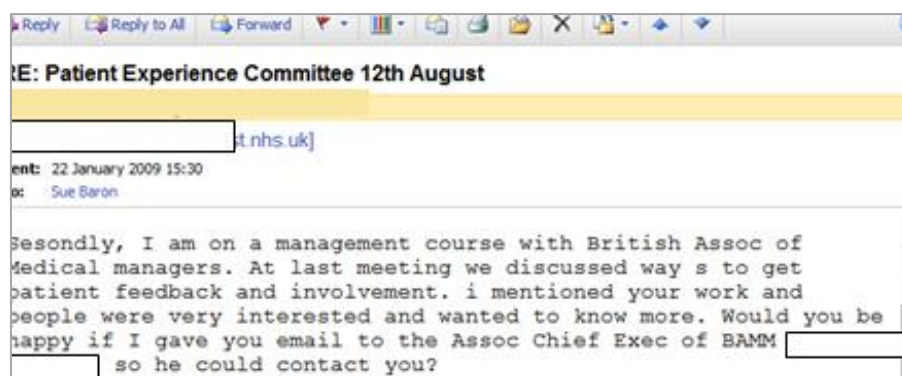 Reply Reply to All Forward
RE: Patient Experience Committee 12th August
st.nhs.uk]
ent: 22 January 2009 15:30
o: Sue Baron
Sesondly, I am on a management course with British Assoc of
Medical managers. At last meeting we discussed way s to get
patient feedback and involvement. i mentioned your work and
people were very interested and wanted to know more. Would you be
happy if I gave you email to the Assoc Chief Exec of BAMM
so he could contact you?